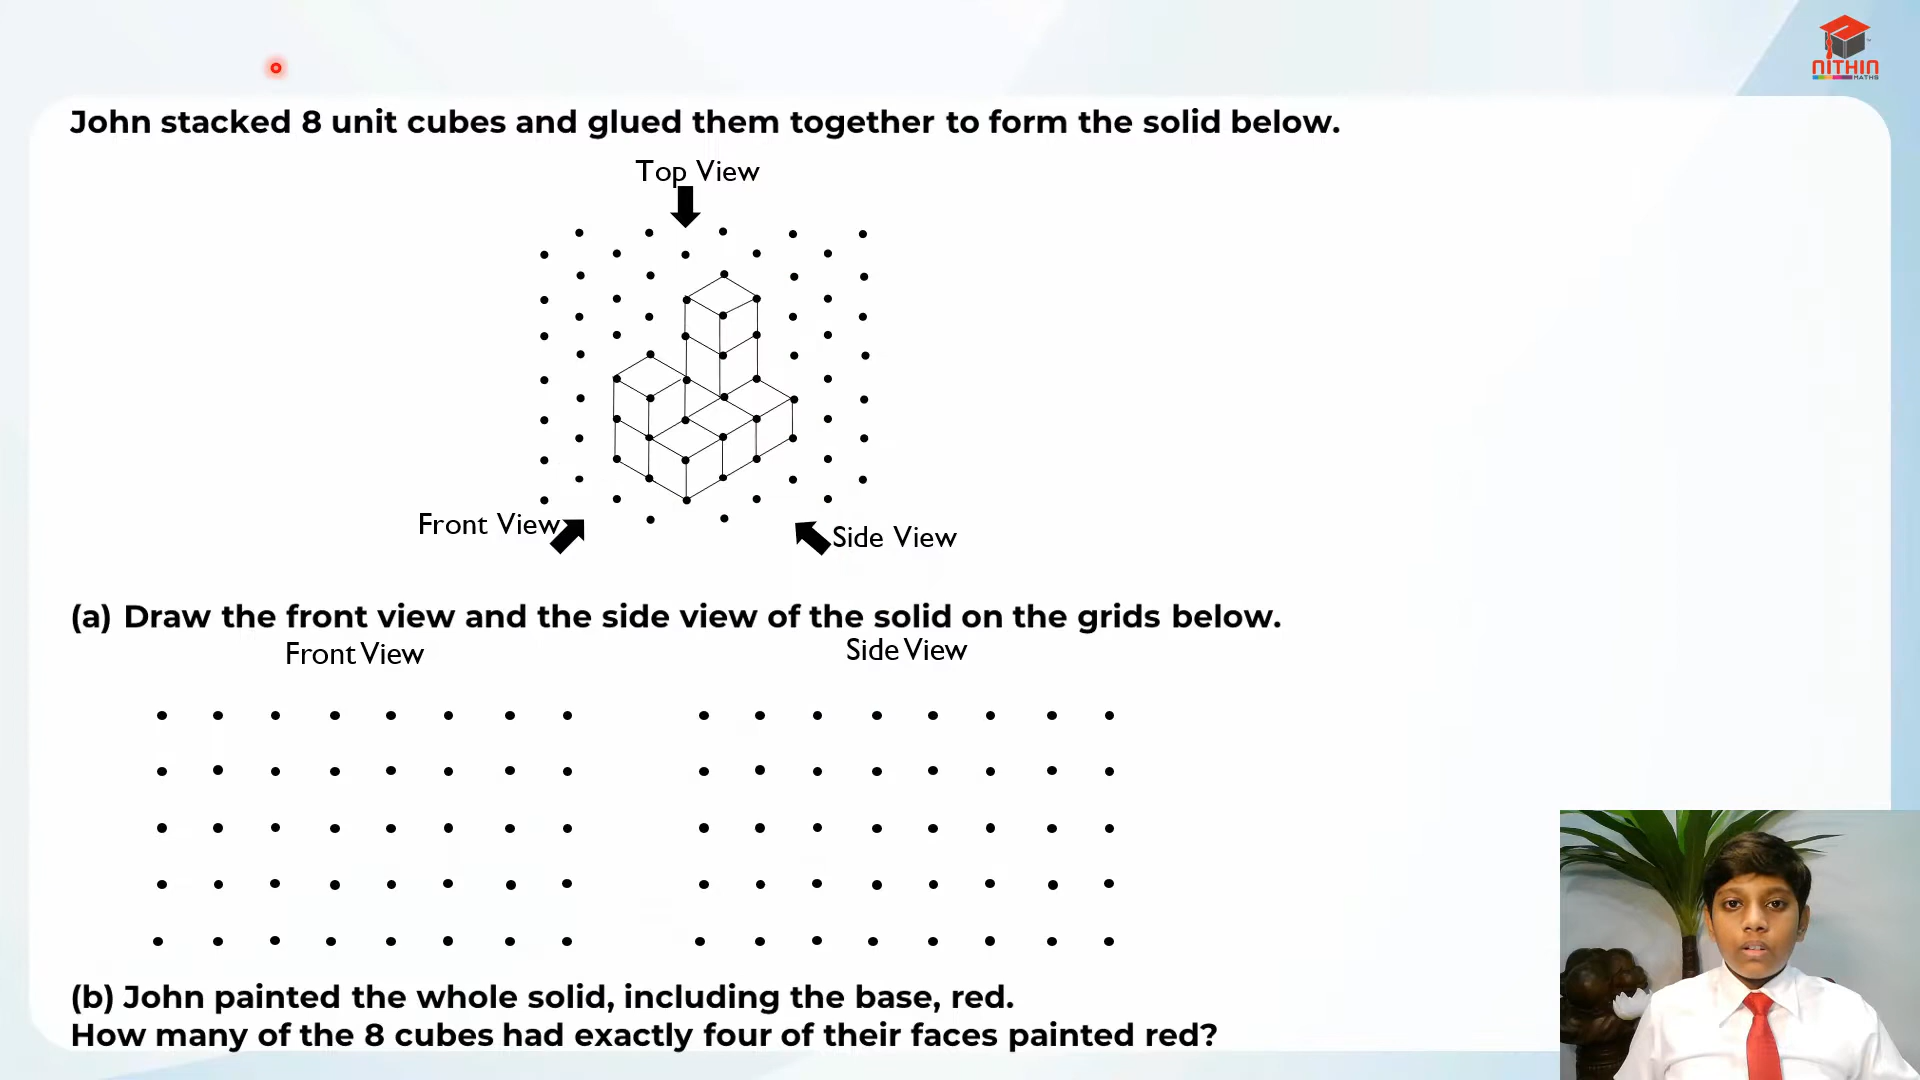 NITHIN
MATHS
John stacked 8 unit cubes and glued them together to form the solid below.
Top View
Front View
Side View
(a) Draw the front view and the side view of the solid on the grids below.
Front View
Side View
(b) John painted the whole solid, including the base, red.
How many of the 8 cubes had exactly four of their faces painted red?